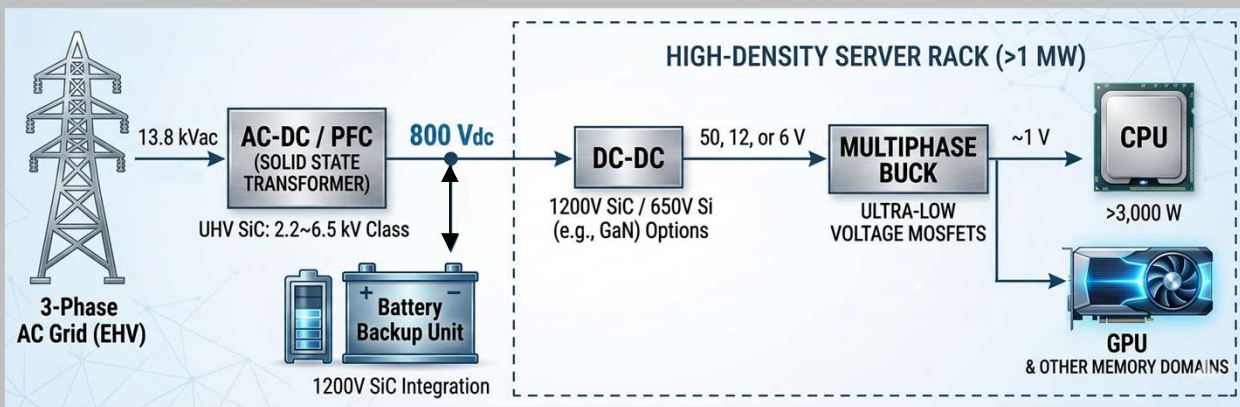 HIGH-DENSITY SERVER RACK (>1 MW)
13.8 kVac
AC-DC / PFC
(SOLID STATE
TRANSFORMER)
UHV SiC: 2.2~6.5 kV Class
800 Vdc
DC-DC
1200V SiC / 650V Si
(e.g., GaN) Options
50, 12, or 6 V
MULTIPHASE
BUCK
ULTRA-LOW
VOLTAGE MOSFETS
~1 V
CPU
>3,000 W
3-Phase
AC Grid (EHV)
+ −
Battery
Backup Unit
1200V SiC Integration
GPU
& OTHER MEMORY DOMAINS